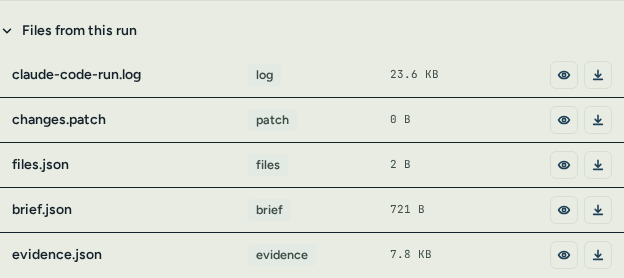 Files from this run
claude-code-run.log log 23.6 KB
changes.patch patch 0 B
files.json files 2 B
brief.json brief 721 B
evidence.json evidence 7.8 KB